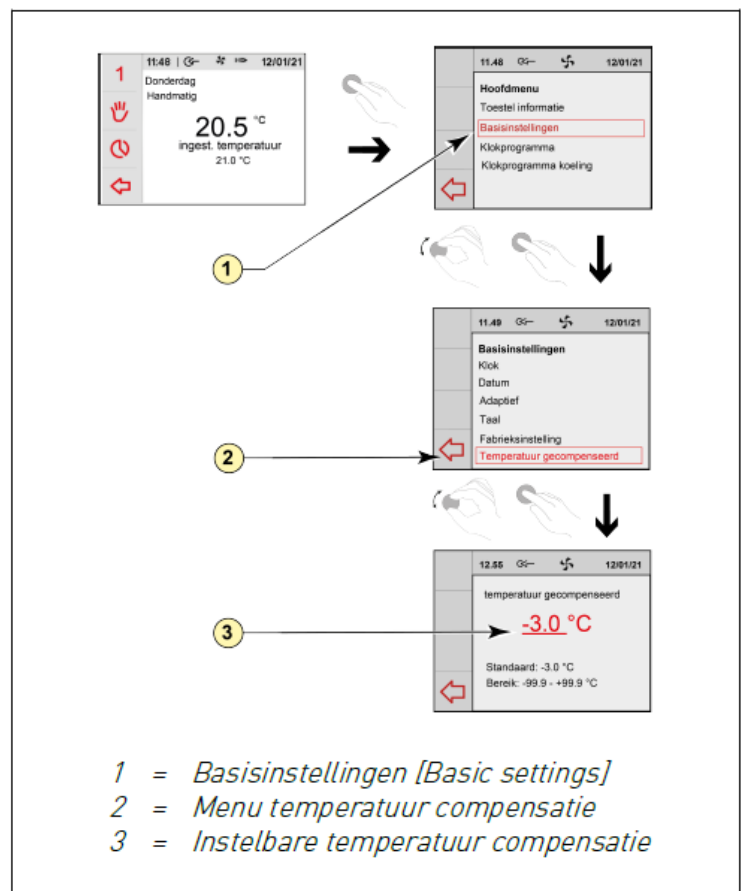 11:48 12/01/21
1
Donderdag
Handmatig
20.5 °C
ingest. temperatuur
21.0 °C
11.48 12/01/21
Hoofdmenu
Toestel informatie
Basisinstellingen
Klokprogramma
Klokprogramma koeling
1
11.49 12/01/21
Basisinstellingen
Klok
Datum
Adaptief
Taal
Fabrieksinstelling
Temperatuur gecompenseerd
2
12.55 12/01/21
temperatuur gecompenseerd
-3.0 °C
Standaard: -3.0 °C
Bereik: -99.9 - +99.9 °C
3
1 = Basisinstellingen [Basic settings]
2 = Menu temperatuur compensatie
3 = Instelbare temperatuur compensatie